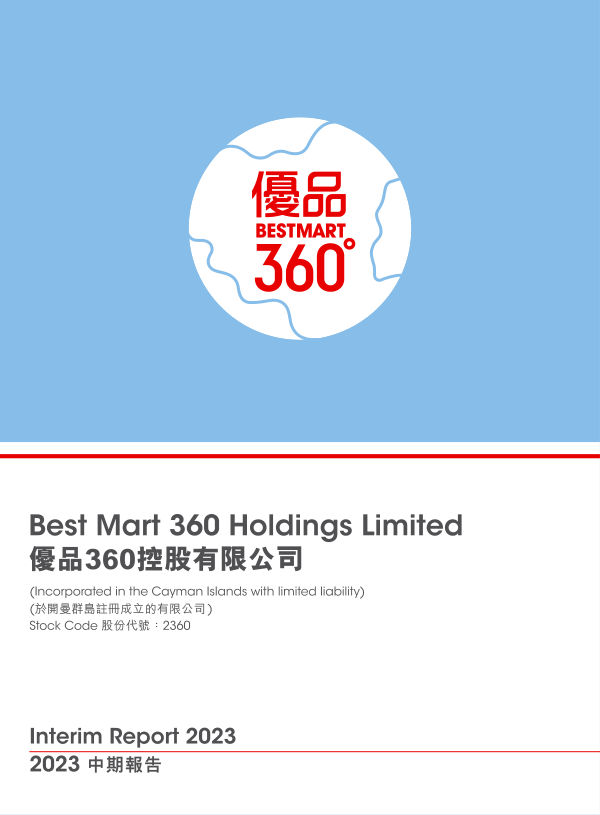 優品
BESTMART
360°
Best Mart 360 Holdings Limited
優品360控股有限公司
(Incorporated in the Cayman Islands with limited liability)
(於開曼群島註冊成立的有限公司)
Stock Code 股份代號：2360
Interim Report 2023
2023 中期報告